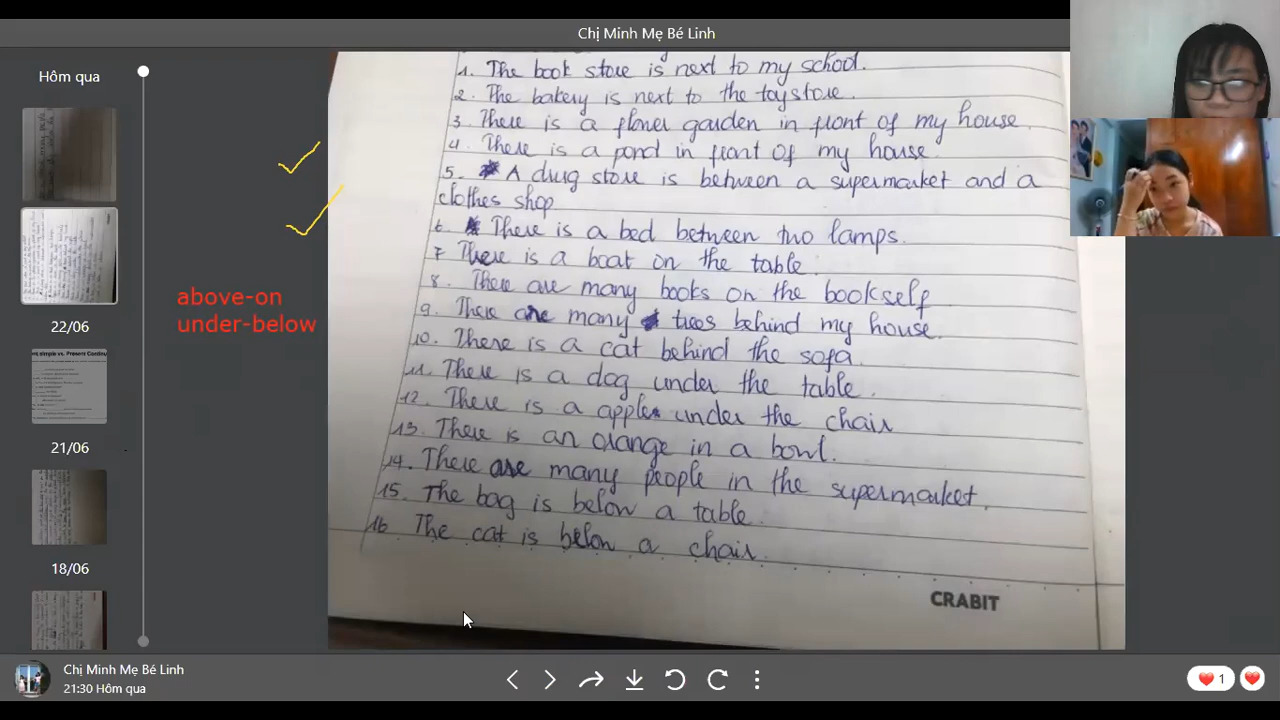 Chị Minh Mẹ Bé Linh
Hôm qua
22/06
21/06
18/06
above-on
under-below
1. The book store is next to my school.
2. The bakery is next to the toystore.
3. There is a flower garden in front of my house.
4. There is a pond in front of my house.
5. A drug store is between a supermarket and a
clothes shop
6. There is a bed between two lamps.
7 There is a boat on the table.
8. There are many books on the bookself
9. There are many trees behind my house.
10. There is a cat behind the sofa.
11. There is a dog under the table.
12. There is a apple under the chair
13. There is an orange in a bowl.
14. There are many people in the supermarket.
15. The bag is below a table.
16 The cat is below a chair.
CRABIT
Chị Minh Mẹ Bé Linh
21:30 Hôm qua
1